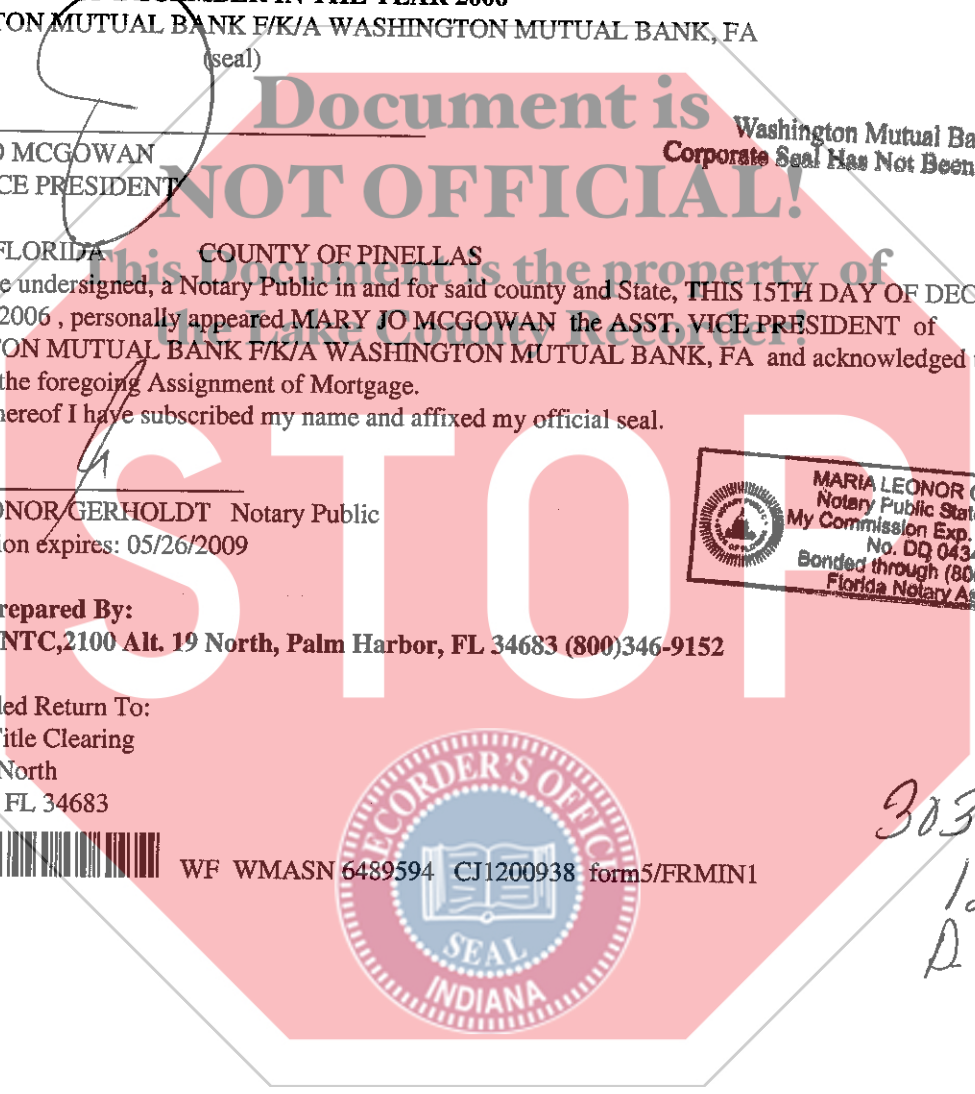 TON MUTUAL BANK F/K/A WASHINGTON MUTUAL BANK, FA
(seal)
Document is
NOT OFFICIAL!
This Document is the property of
the Lake County Recorder!
Washington Mutual Ba
Corporate Seal Has Not Been
O MCGOWAN
CE PRESIDENT
FLORIDA COUNTY OF PINELLAS
e undersigned, a Notary Public in and for said county and State, THIS 15TH DAY OF DEC
2006 , personally appeared MARY JO MCGOWAN the ASST. VICE PRESIDENT of
ON MUTUAL BANK F/K/A WASHINGTON MUTUAL BANK, FA and acknowledged
the foregoing Assignment of Mortgage.
hereof I have subscribed my name and affixed my official seal.
STOP
ONOR GERHOLDT Notary Public
ion expires: 05/26/2009
MARIA LEONOR G
Notary Public State
My Commission Exp.
No. DD 0434
Bonded through (80
Florida Notary As
repared By:
NTC,2100 Alt. 19 North, Palm Harbor, FL 34683 (800)346-9152
led Return To:
Title Clearing
North
FL 34683
WF WMASN 6489594 CJ1200938 form5/FRMIN1
RECORDER'S OFFICE
SEAL
INDIANA
303